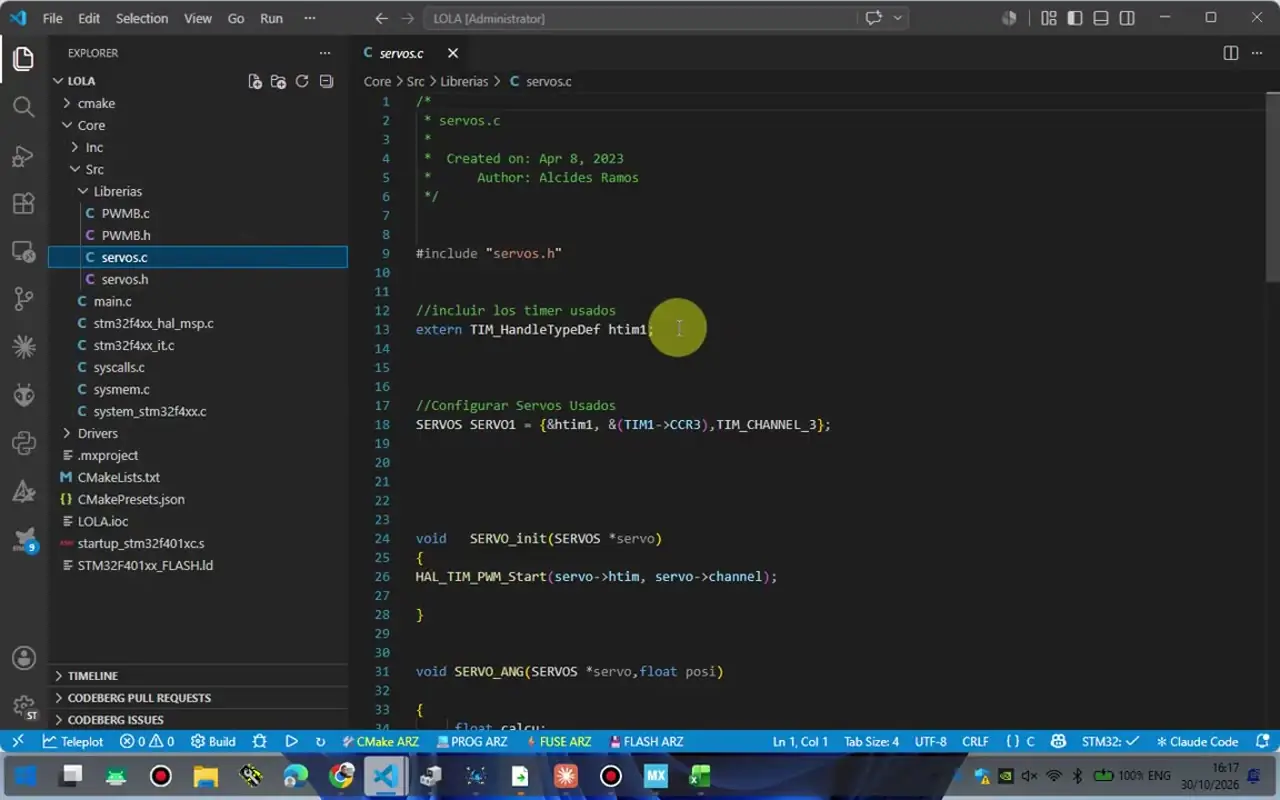 File Edit Selection View Go Run ···
LOLA [Administrator]
EXPLORER
servos.c
LOLA
Core > Src > Librerias > C servos.c
cmake
Core
Inc
Src
Librerias
C PWMB.c
C PWMB.h
C servos.c
C servos.h
C main.c
C stm32f4xx_hal_msp.c
C stm32f4xx_it.c
C syscalls.c
C sysmem.c
C system_stm32f4xx.c
Drivers
.mxproject
M CMakeLists.txt
{} CMakePresets.json
LOLA.ioc
startup_stm32f401xc.s
STM32F401xx_FLASH.ld
TIMELINE
CODEBERG PULL REQUESTS
CODEBERG ISSUES
9
ST
1 /*
2 * servos.c
3 *
4 * Created on: Apr 8, 2023
5 * Author: Alcides Ramos
6 */
7
8
9 #include "servos.h"
10
11
12 //incluir los timer usados
13 extern TIM_HandleTypeDef htim1;
14
15
16
17 //Configurar Servos Usados
18 SERVOS SERVO1 = {&htim1, &(TIM1->CCR3),TIM_CHANNEL_3};
19
20
21
22
23
24 void SERVO_init(SERVOS *servo)
25 {
26 HAL_TIM_PWM_Start(servo->htim, servo->channel);
27
28 }
29
30
31 void SERVO_ANG(SERVOS *servo,float posi)
32
33 {
34 float calcu;
Teleplot 0 0 Build CMake ARZ PROG ARZ FUSE ARZ FLASH ARZ Ln 1, Col 1 Tab Size: 4 UTF-8 CRLF {} C STM32: Claude Code
MX 100% ENG 16:17
30/10/2026